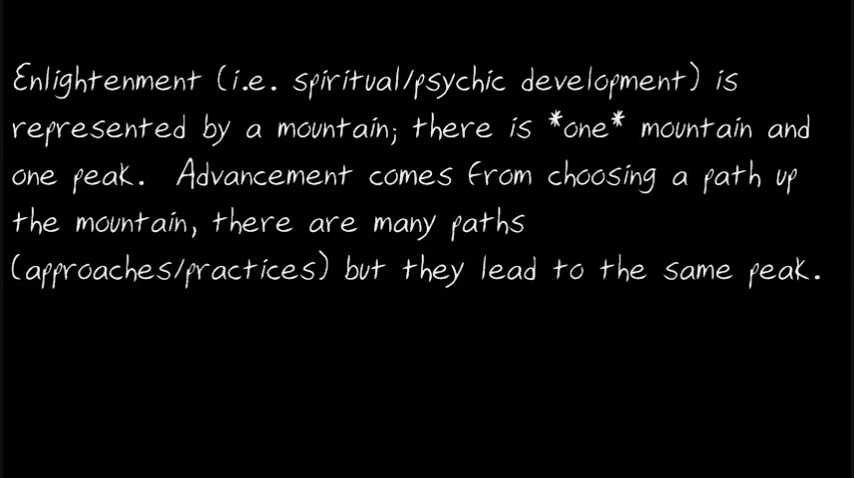 Enlightenment (i.e. spiritual/psychic development) is
represented by a mountain; there is *one* mountain and
one peak.  Advancement comes from choosing a path up
the mountain, there are many paths
(approaches/practices) but they lead to the same peak.